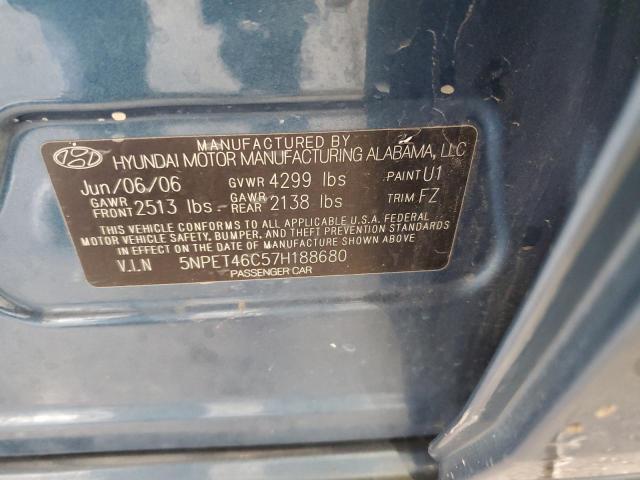 MANUFACTURED BY
HYUNDAI MOTOR MANUFACTURING ALABAMA, LLC
Jun/06/06 GVWR 4299 lbs PAINT U1
GAWR FRONT 2513 lbs GAWR REAR 2138 lbs TRIM FZ
THIS VEHICLE CONFORMS TO ALL APPLICABLE U.S.A. FEDERAL
MOTOR VEHICLE SAFETY, BUMPER, AND THEFT PREVENTION STANDARDS
IN EFFECT ON THE DATE OF MANUFACTURE SHOWN ABOVE.
V.I.N 5NPET46C57H188680
PASSENGER CAR